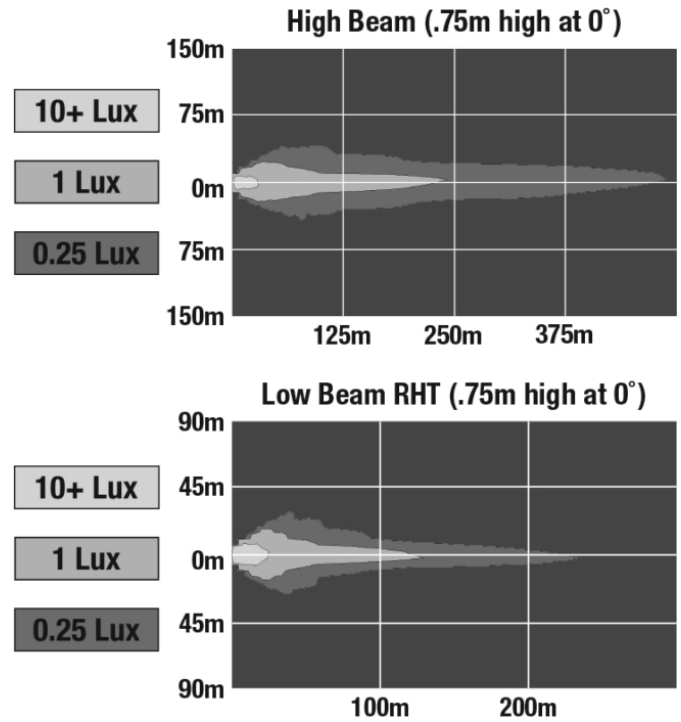 High Beam (.75m high at 0°)
150m
10+ Lux
75m
1 Lux
0m
0.25 Lux
75m
150m
125m 250m 375m
Low Beam RHT (.75m high at 0°)
90m
10+ Lux
45m
1 Lux
0m
0.25 Lux
45m
90m
100m 200m